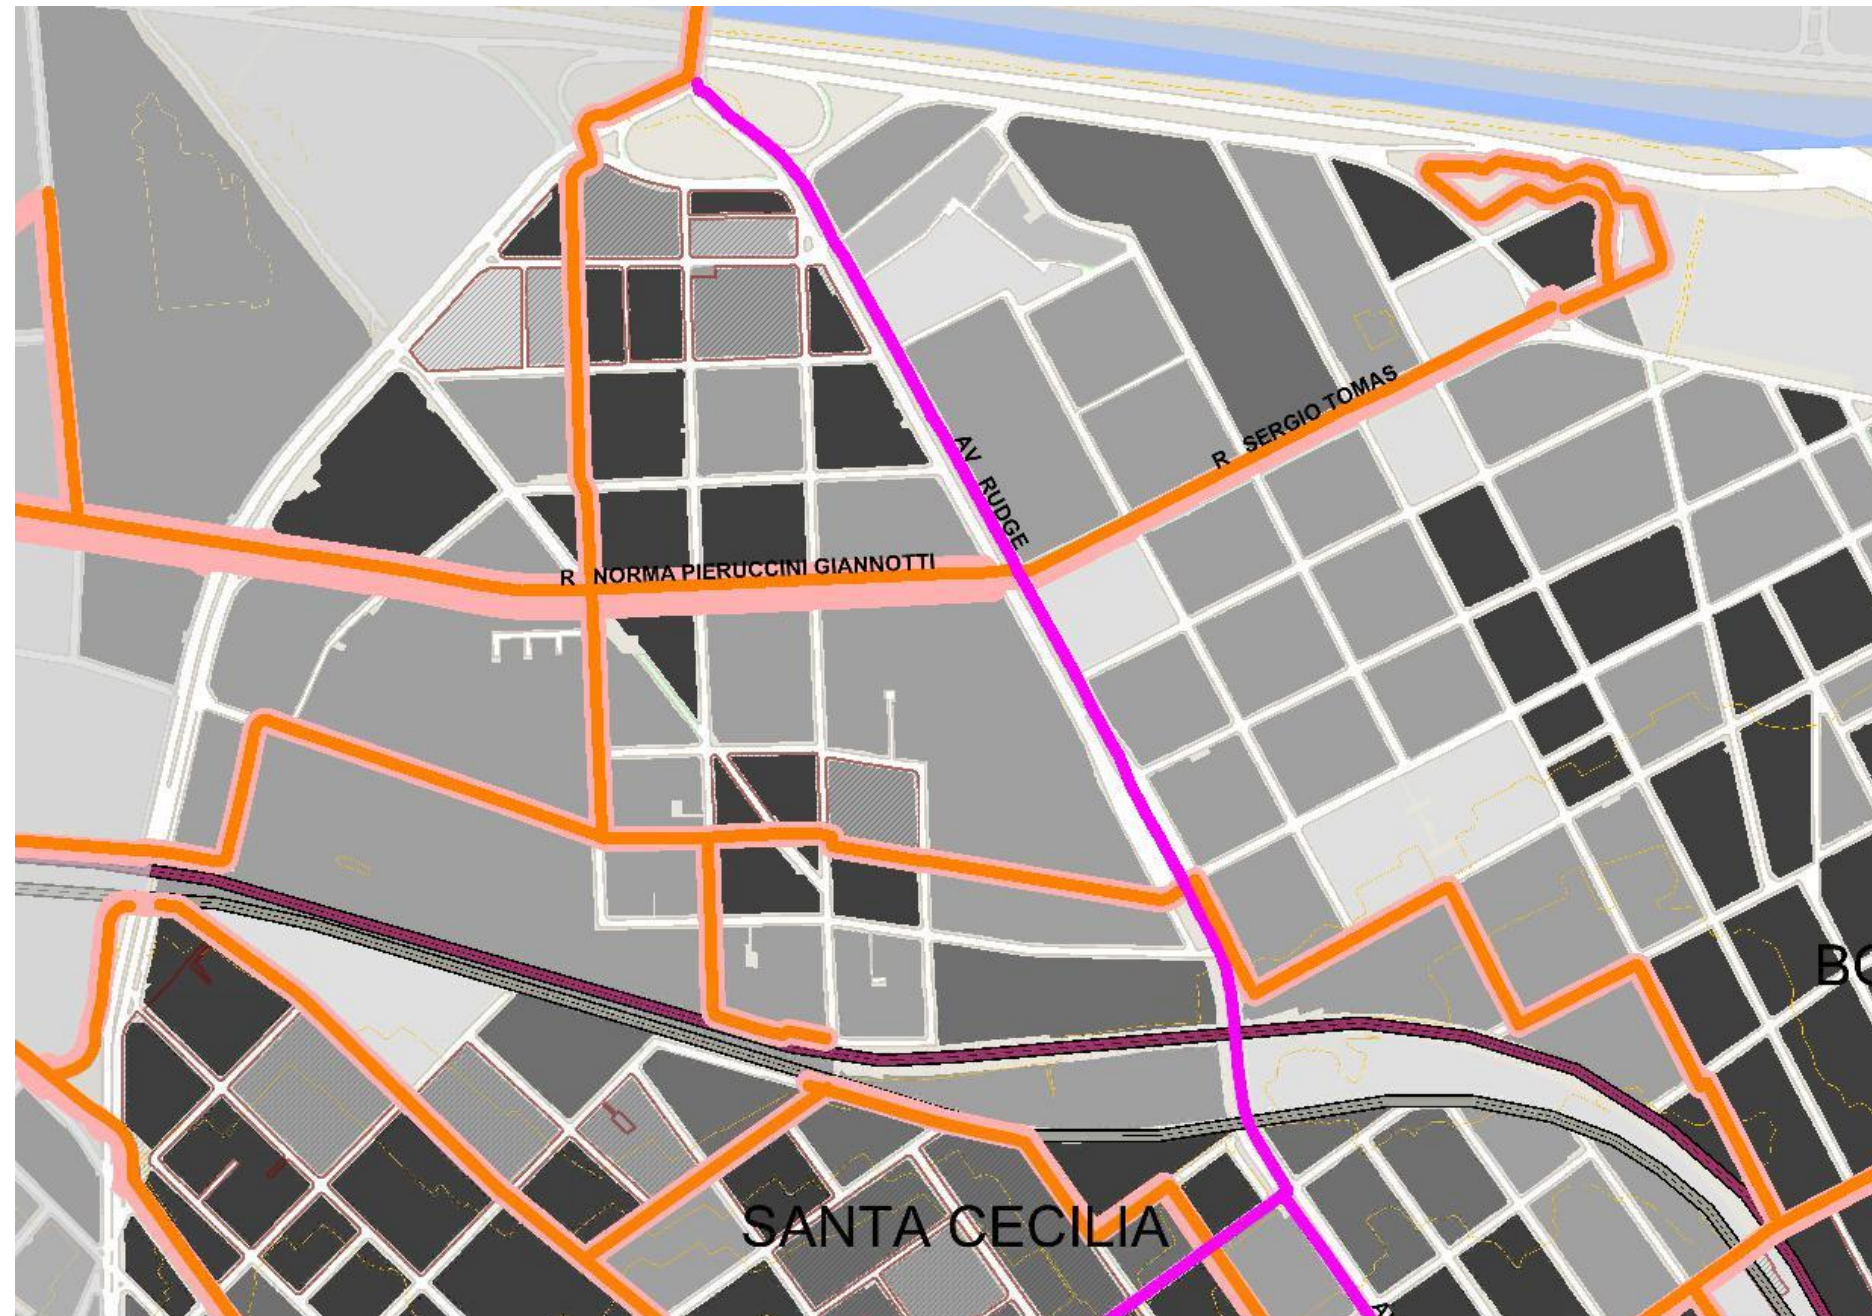 R SERGIO TOMAS
AV RUDGE
R NORMA PIERUCCINI GIANNOTTI
SANTA CECILIA